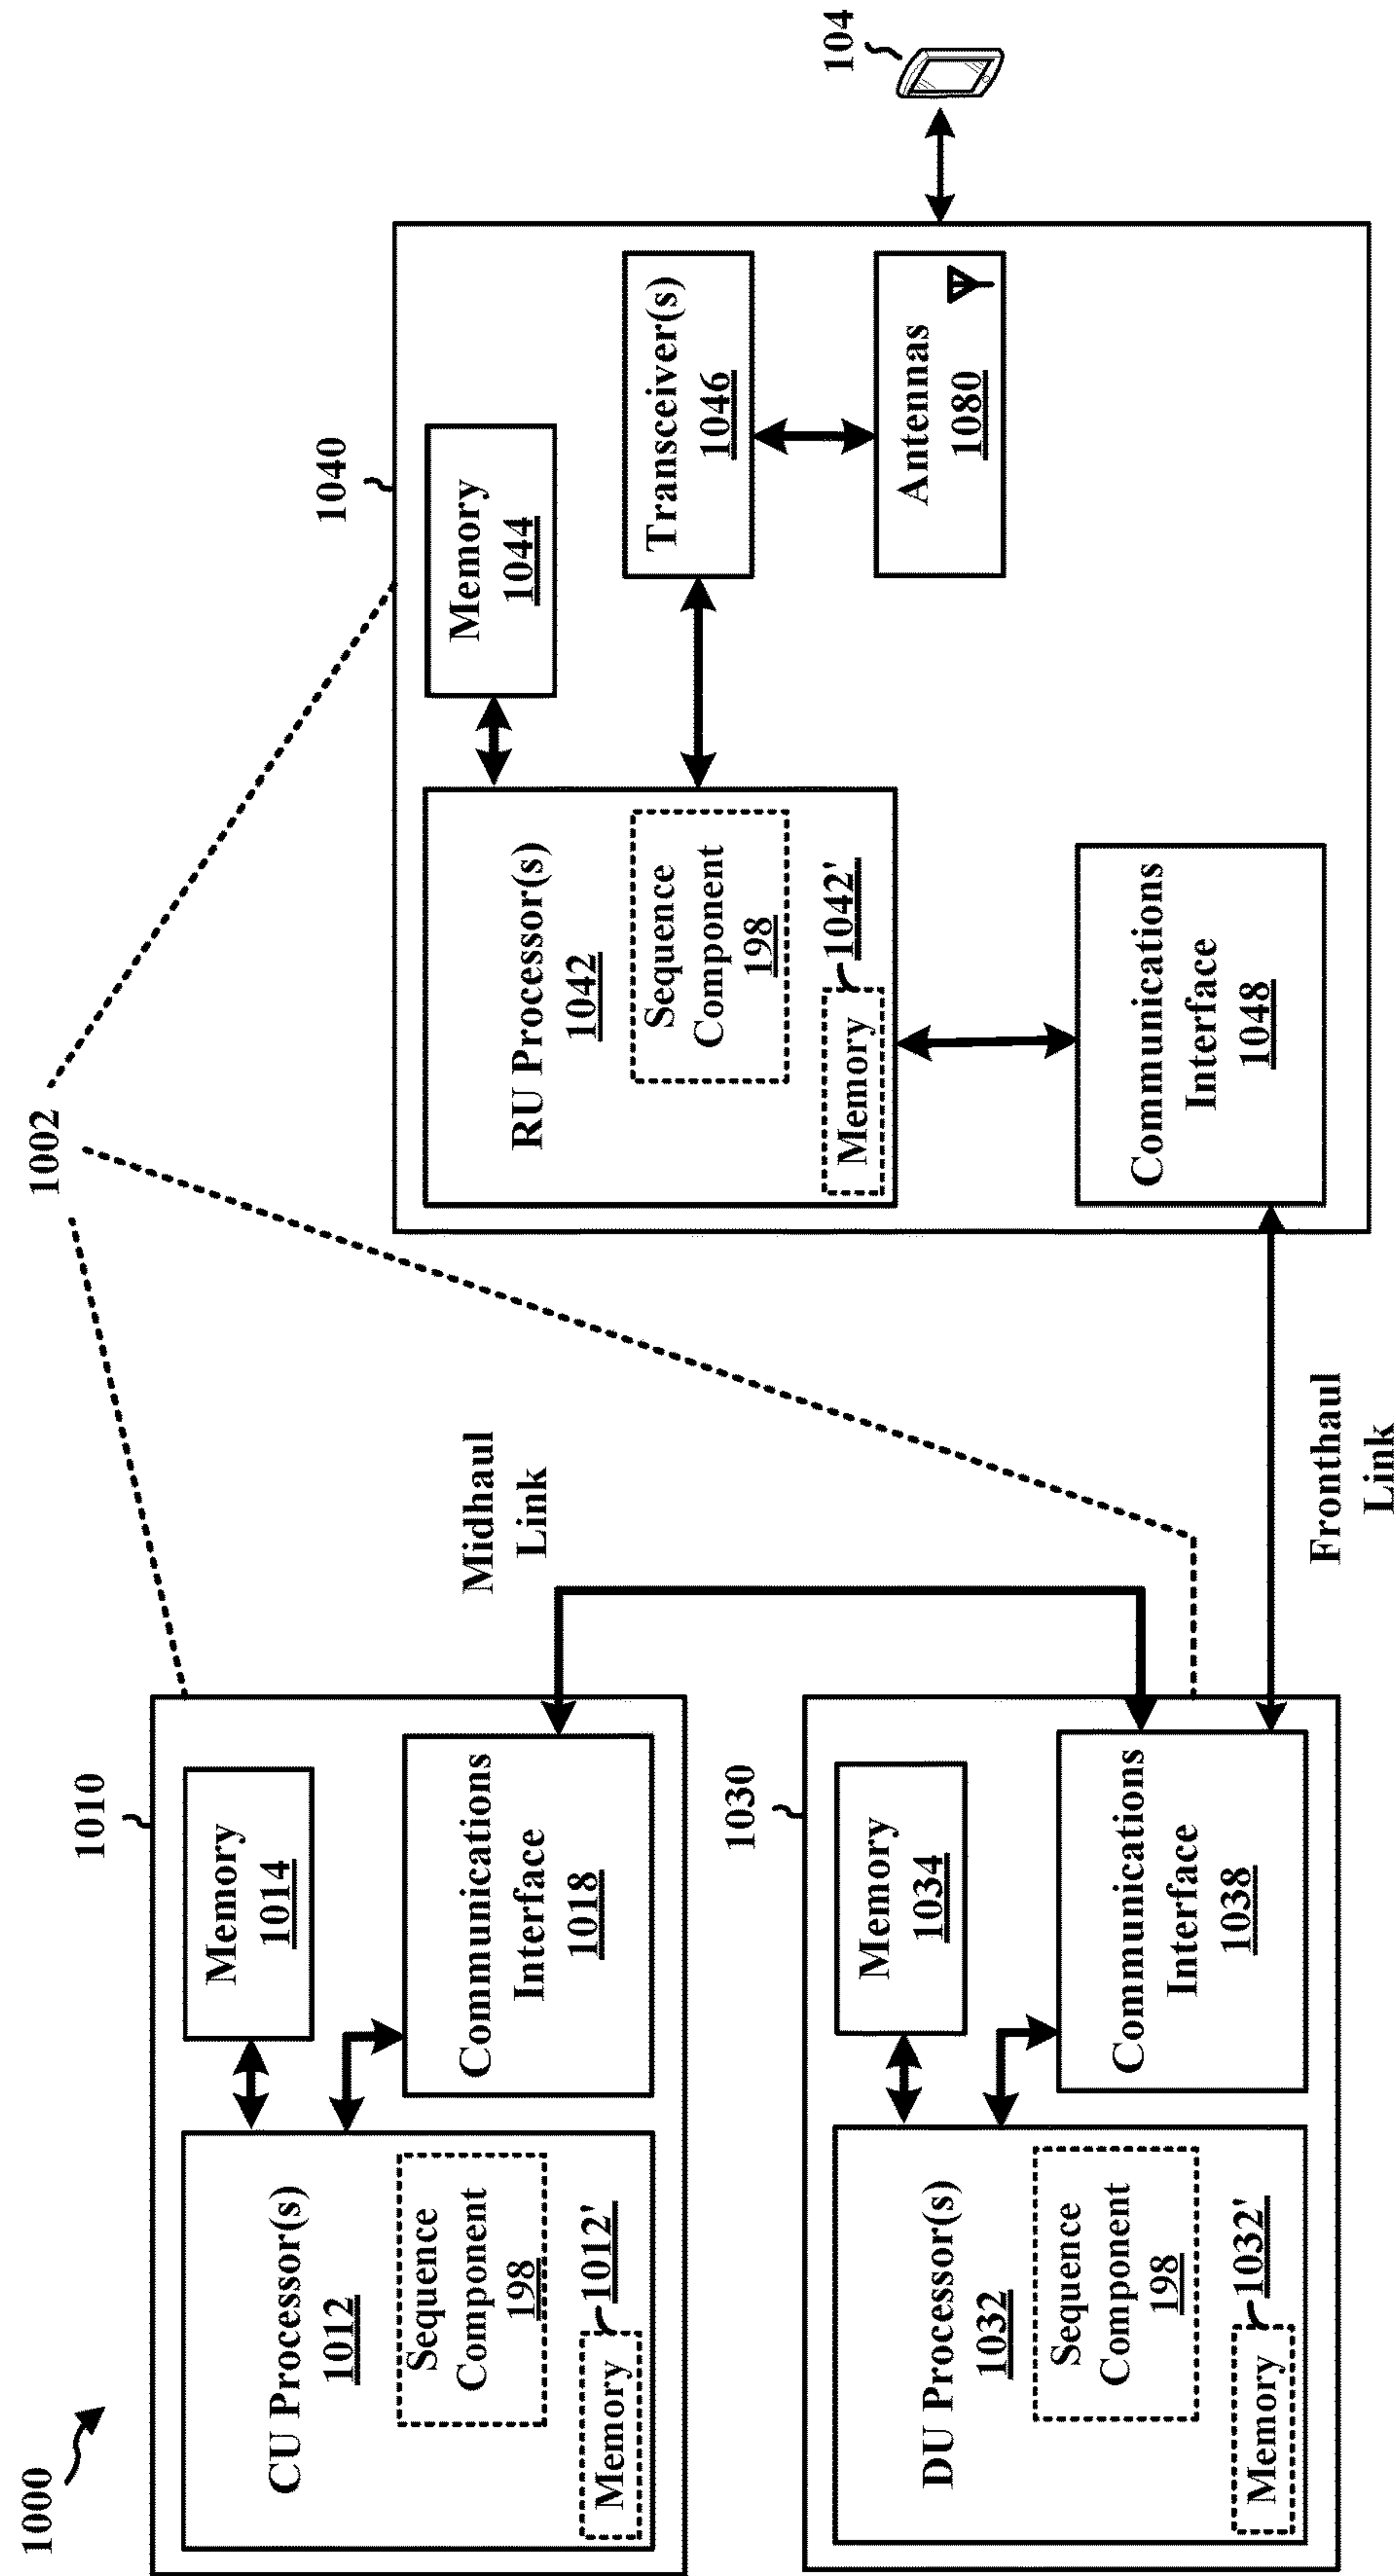 1000
1002
1010
CU Processor(s)
1012
Sequence
Component
198
Memory
1012'
Memory
1014
Communications
Interface
1018
Midhaul
Link
1030
DU Processor(s)
1032
Sequence
Component
198
Memory
1032'
Memory
1034
Communications
Interface
1038
Fronthaul
Link
1040
RU Processor(s)
1042
Sequence
Component
198
Memory
1042'
Memory
1044
Transceiver(s)
1046
Antennas
1080
Communications
Interface
1048
104